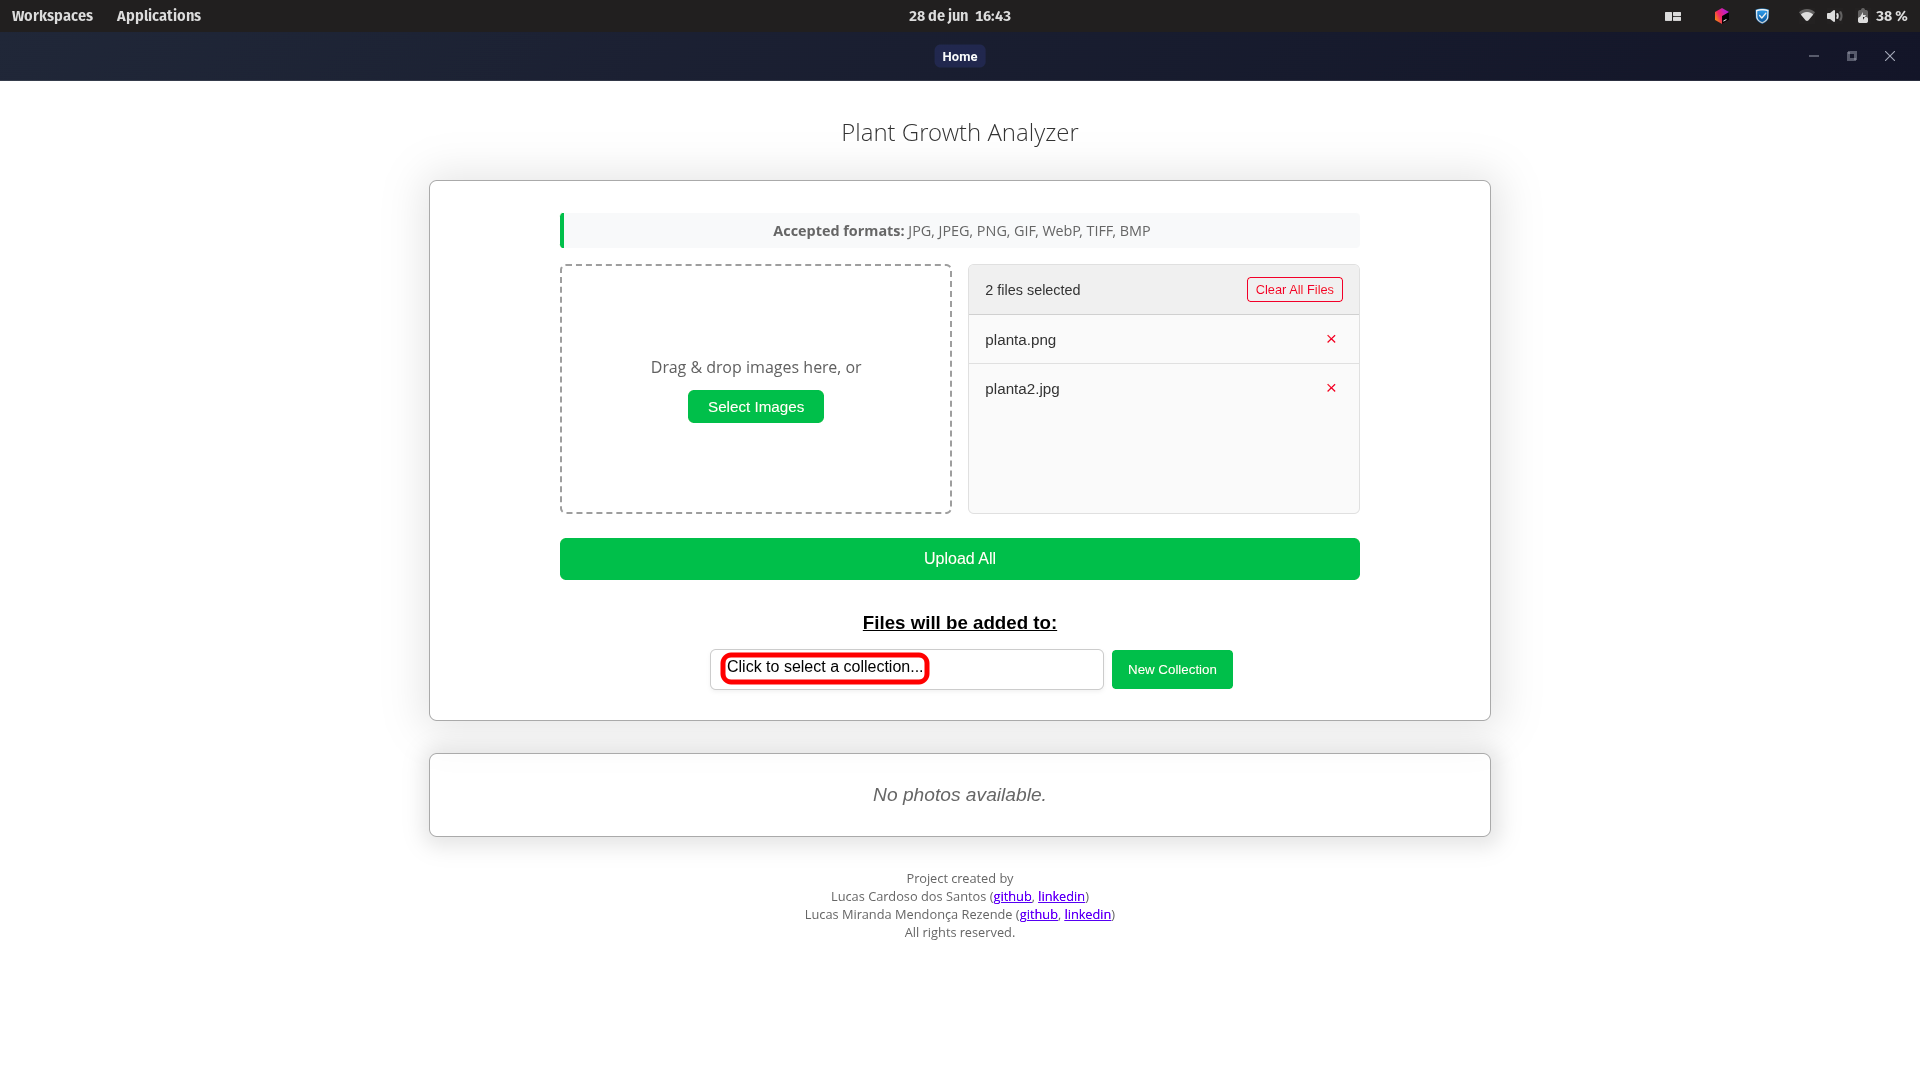 Workspaces Applications 28 de jun 16:43 38 %
Home
Plant Growth Analyzer
Accepted formats: JPG, JPEG, PNG, GIF, WebP, TIFF, BMP
Drag & drop images here, or
Select Images
2 files selected Clear All Files
planta.png ×
planta2.jpg ×
Upload All
Files will be added to:
Click to select a collection... New Collection
No photos available.
Project created by
Lucas Cardoso dos Santos (github, linkedin)
Lucas Miranda Mendonça Rezende (github, linkedin)
All rights reserved.